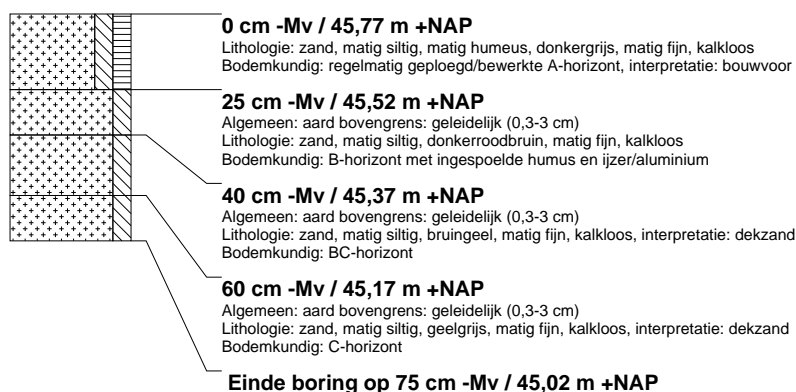 0 cm -Mv / 45,77 m +NAP
Lithologie: zand, matig siltig, matig humeus, donkergrijs, matig fijn, kalkloos
Bodemkundig: regelmatig geploegd/bewerkte A-horizont, interpretatie: bouwvoor
25 cm -Mv / 45,52 m +NAP
Algemeen: aard bovengrens: geleidelijk (0,3-3 cm)
Lithologie: zand, matig siltig, donkerroodbruin, matig fijn, kalkloos
Bodemkundig: B-horizont met ingespoelde humus en ijzer/aluminium
40 cm -Mv / 45,37 m +NAP
Algemeen: aard bovengrens: geleidelijk (0,3-3 cm)
Lithologie: zand, matig siltig, bruingeel, matig fijn, kalkloos, interpretatie: dekzand
Bodemkundig: BC-horizont
60 cm -Mv / 45,17 m +NAP
Algemeen: aard bovengrens: geleidelijk (0,3-3 cm)
Lithologie: zand, matig siltig, geelgrijs, matig fijn, kalkloos, interpretatie: dekzand
Bodemkundig: C-horizont
Einde boring op 75 cm -Mv / 45,02 m +NAP